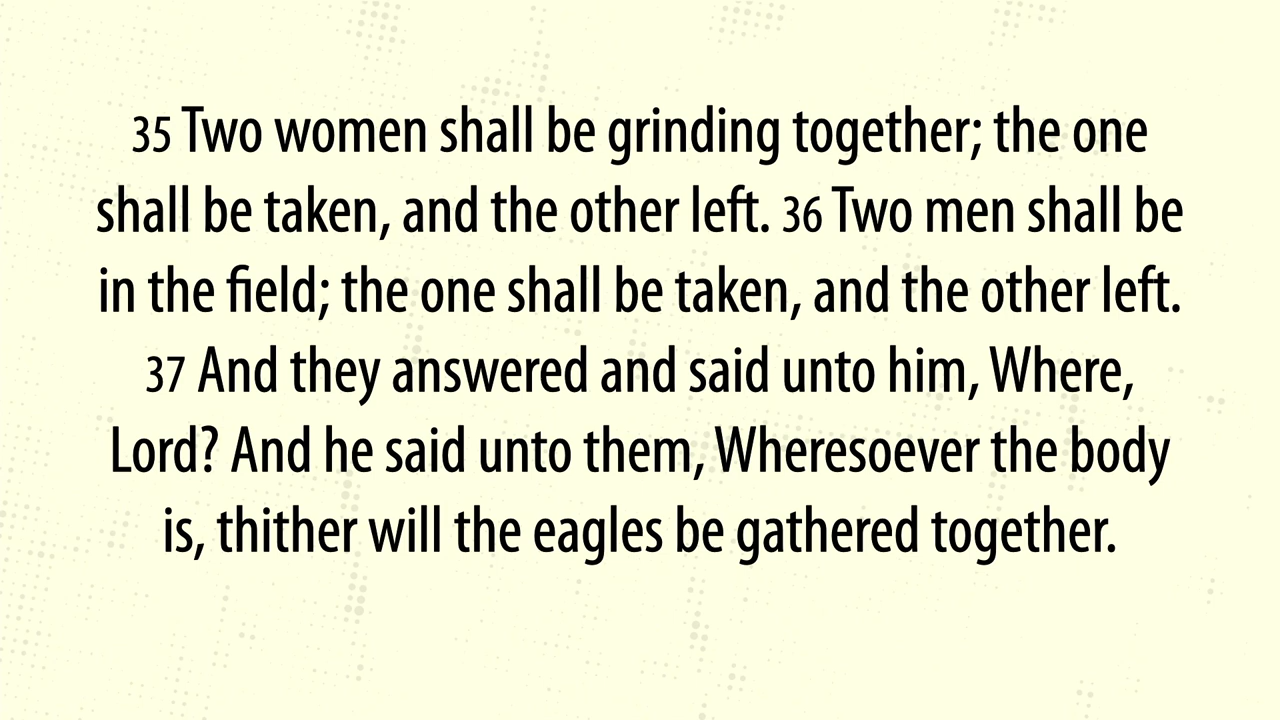 35 Two women shall be grinding together; the one
shall be taken, and the other left. 36 Two men shall be
in the field; the one shall be taken, and the other left.
37 And they answered and said unto him, Where,
Lord? And he said unto them, Wheresoever the body
is, thither will the eagles be gathered together.